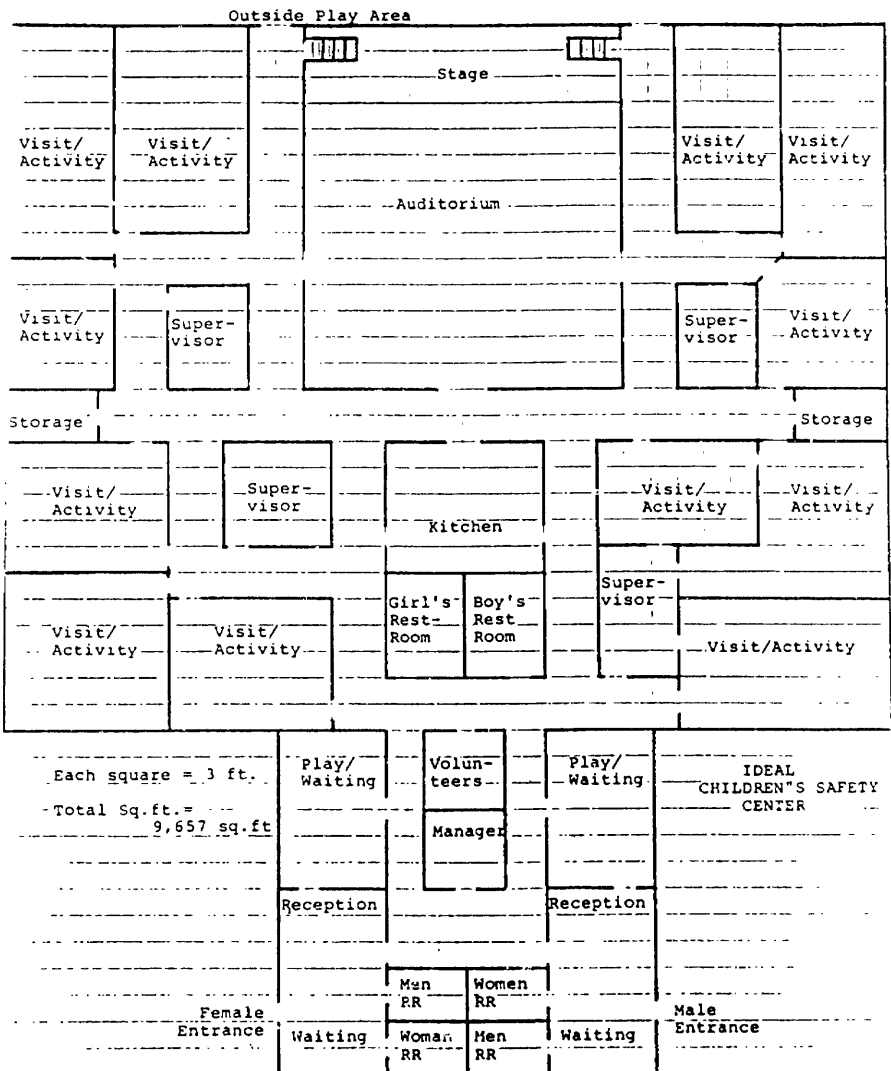 Outside Play Area
Stage
Visit/
Activity
Visit/
Activity
Visit/
Activity
Visit/
Activity
Auditorium
Visit/
Activity
Super-
visor
Super-
visor
Visit/
Activity
Storage
Storage
Visit/
Activity
Super-
visor
Kitchen
Visit/
Activity
Visit/
Activity
Visit/
Activity
Visit/
Activity
Girl's
Rest-
Room
Boy's
Rest
Room
Super-
visor
Visit/Activity
Each square = 3 ft.
Total Sq.ft.=
9,657 sq.ft
Play/
Waiting
Volun-
teers
Manager
Play/
Waiting
IDEAL
CHILDREN"S SAFETY
CENTER
Reception
Reception
Female
Entrance
Men
RR
Women
RR
Male
Entrance
Waiting
Woman
RR
Men
RR
Waiting